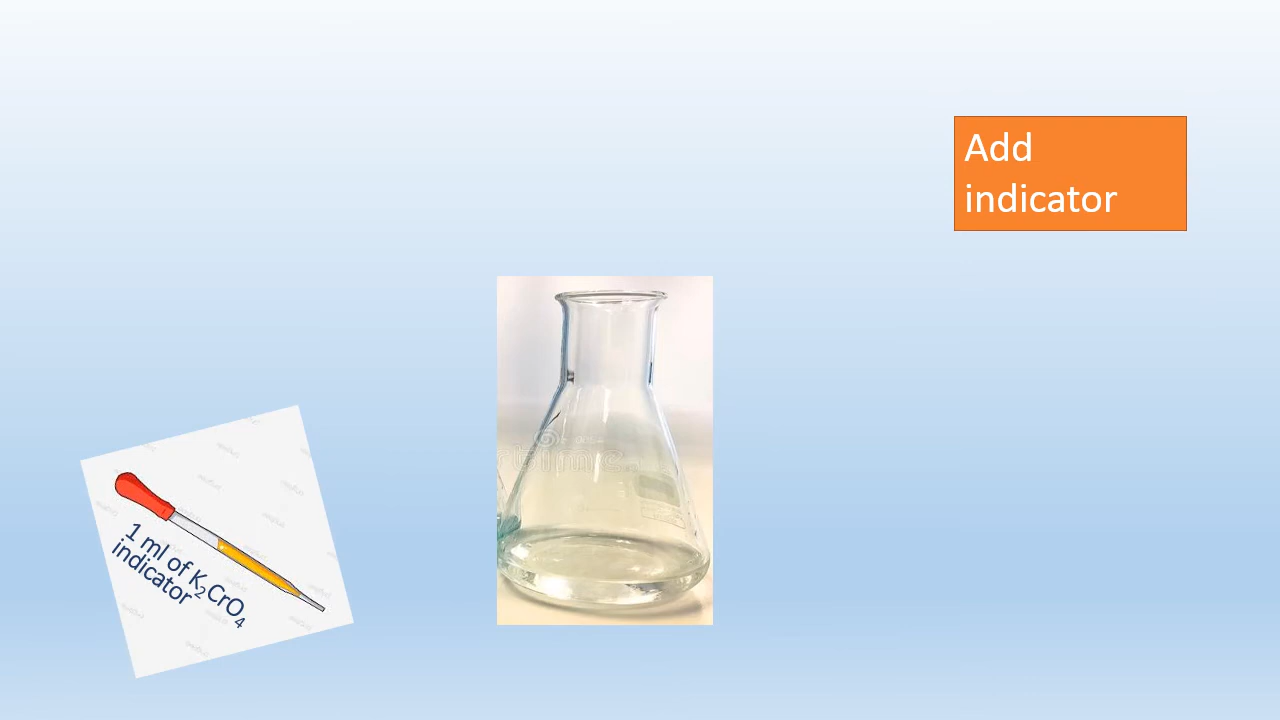 Add
indicator
1 ml of K₂CrO₄
indicator